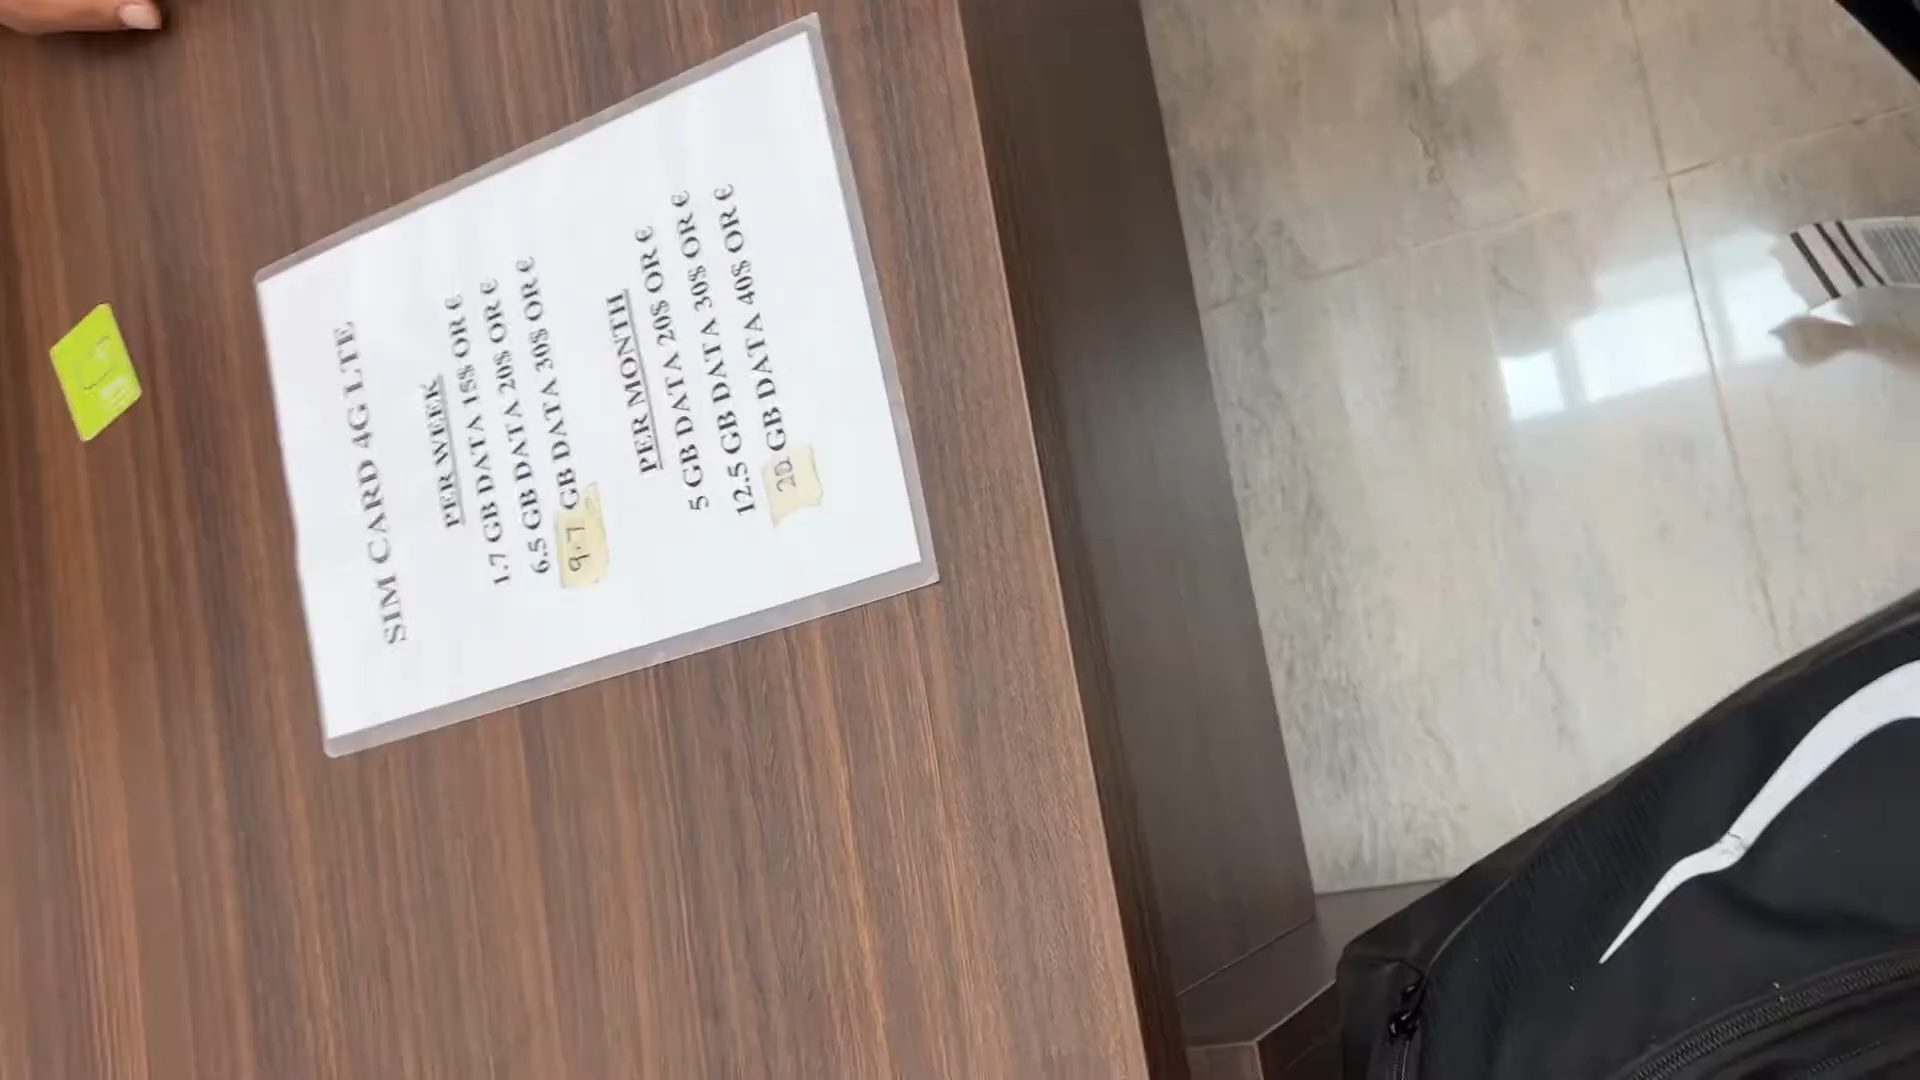 SIM CARD 4G LTE
PER WEEK
1.7 GB DATA 15$ OR €
6.5 GB DATA 20$ OR €
9.7 GB DATA 30$ OR €
PER MONTH
5 GB DATA 20$ OR €
12.5 GB DATA 30$ OR €
22 GB DATA 40$ OR €